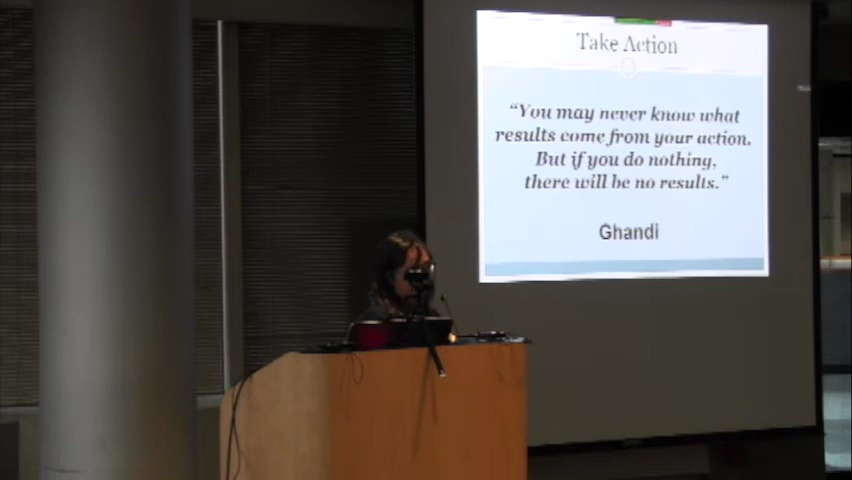 Take Action
“You may never know what
results come from your action.
But if you do nothing,
there will be no results.”
Ghandi